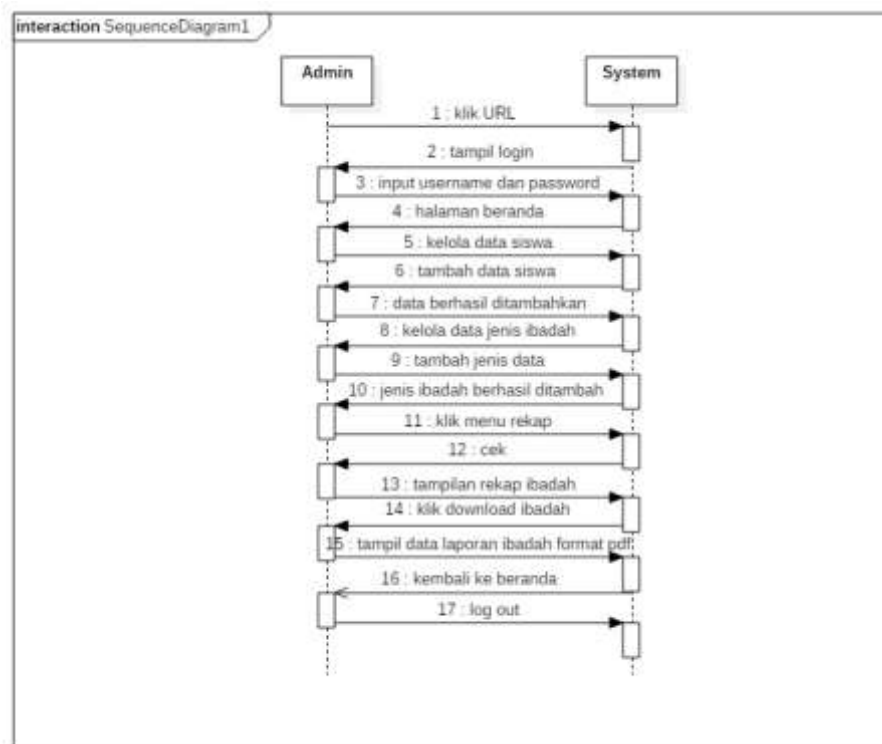 interaction SequenceDiagram1
Admin
System
1 : klik URL
2 : tampil login
3 : input username dan password
4 : halaman beranda
5 : kelola data siswa
6 : tambah data siswa
7 : data berhasil ditambahkan
8 : kelola data jenis ibadah
9 : tambah jenis data
10 : jenis ibadah berhasil ditambah
11 : klik menu rekap
12 : cek
13 : tampilan rekap ibadah
14 : klik download ibadah
15 : tampil data laporan ibadah format pdf
16 : kembali ke beranda
17 : log out